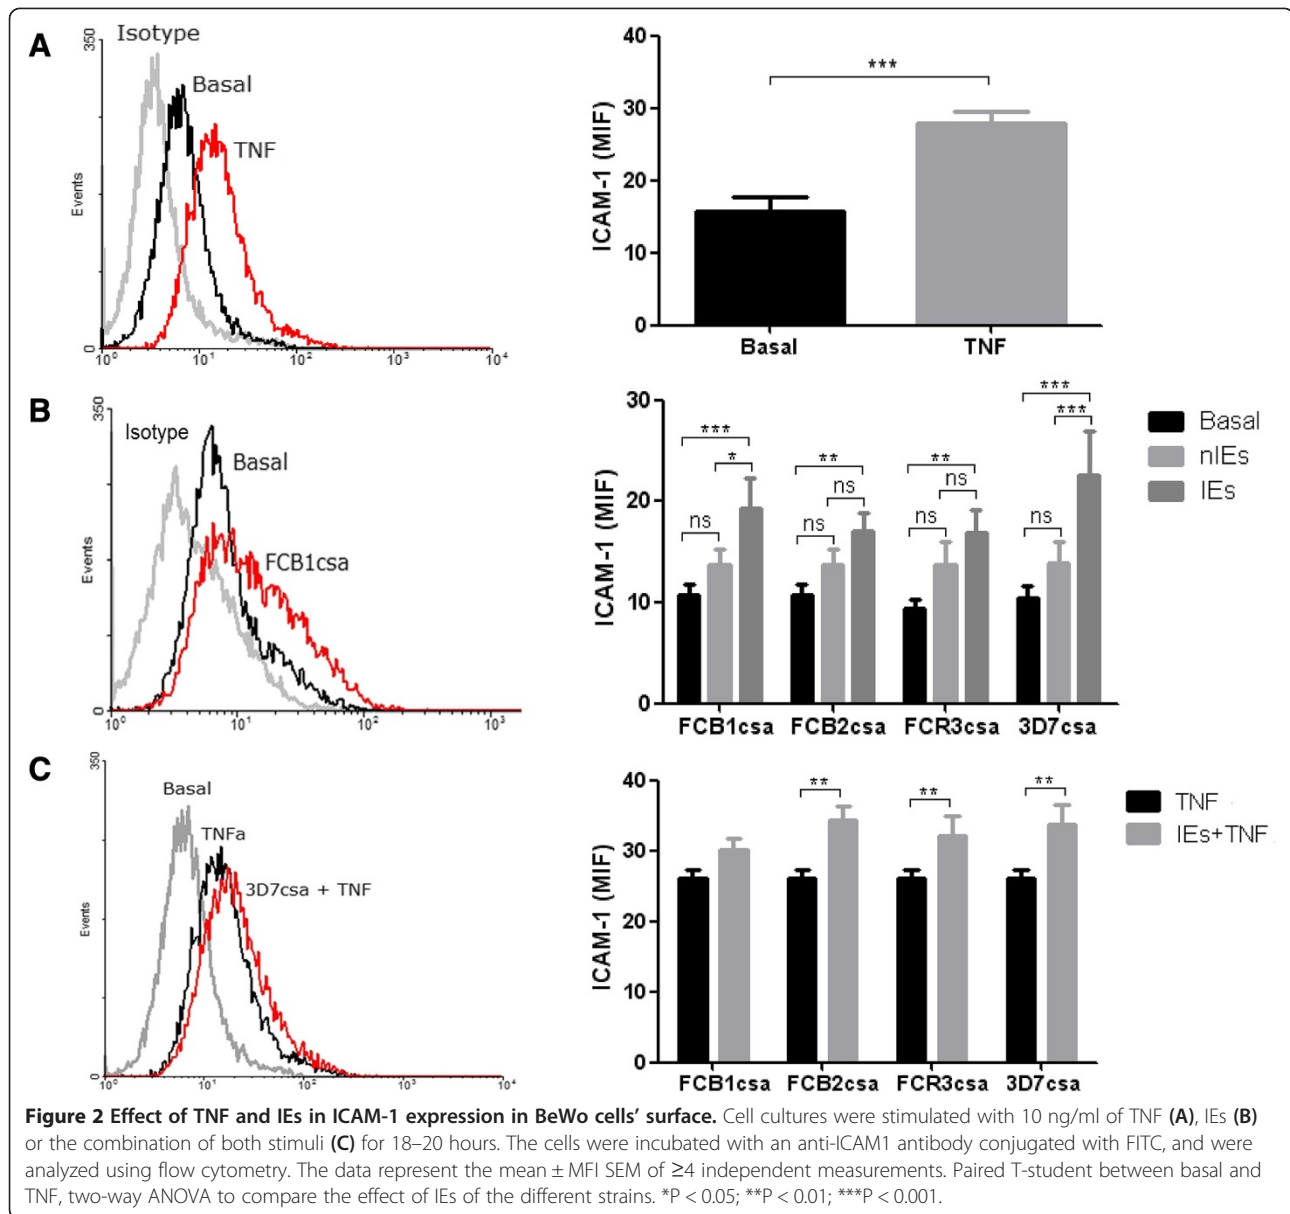 A
350
Isotype
Basal
TNF
Events
0
10⁰
10¹
10²
10³
10⁴
ICAM-1 (MIF)
40
30
20
10
0
***
Basal
TNF
B
350
Isotype
Basal
FCB1csa
Events
0
10⁰
10¹
10²
10³
ICAM-1 (MIF)
30
20
10
0
***
*
ns
**
ns
ns
**
ns
ns
***
***
ns
FCB1csa
FCB2csa
FCR3csa
3D7csa
Basal
nIEs
IEs
C
350
Basal
TNFa
3D7csa + TNF
Events
0
10⁰
10¹
10²
10³
10⁴
ICAM-1 (MIF)
40
30
20
10
0
**
**
**
FCB1csa
FCB2csa
FCR3csa
3D7csa
TNF
IEs+TNF
Figure 2 Effect of TNF and IEs in ICAM-1 expression in BeWo cells’ surface. Cell cultures were stimulated with 10 ng/ml of TNF (A), IEs (B)
or the combination of both stimuli (C) for 18–20 hours. The cells were incubated with an anti-ICAM1 antibody conjugated with FITC, and were
analyzed using flow cytometry. The data represent the mean ± MFI SEM of ≥4 independent measurements. Paired T-student between basal and
TNF, two-way ANOVA to compare the effect of IEs of the different strains. *P < 0.05; **P < 0.01; ***P < 0.001.